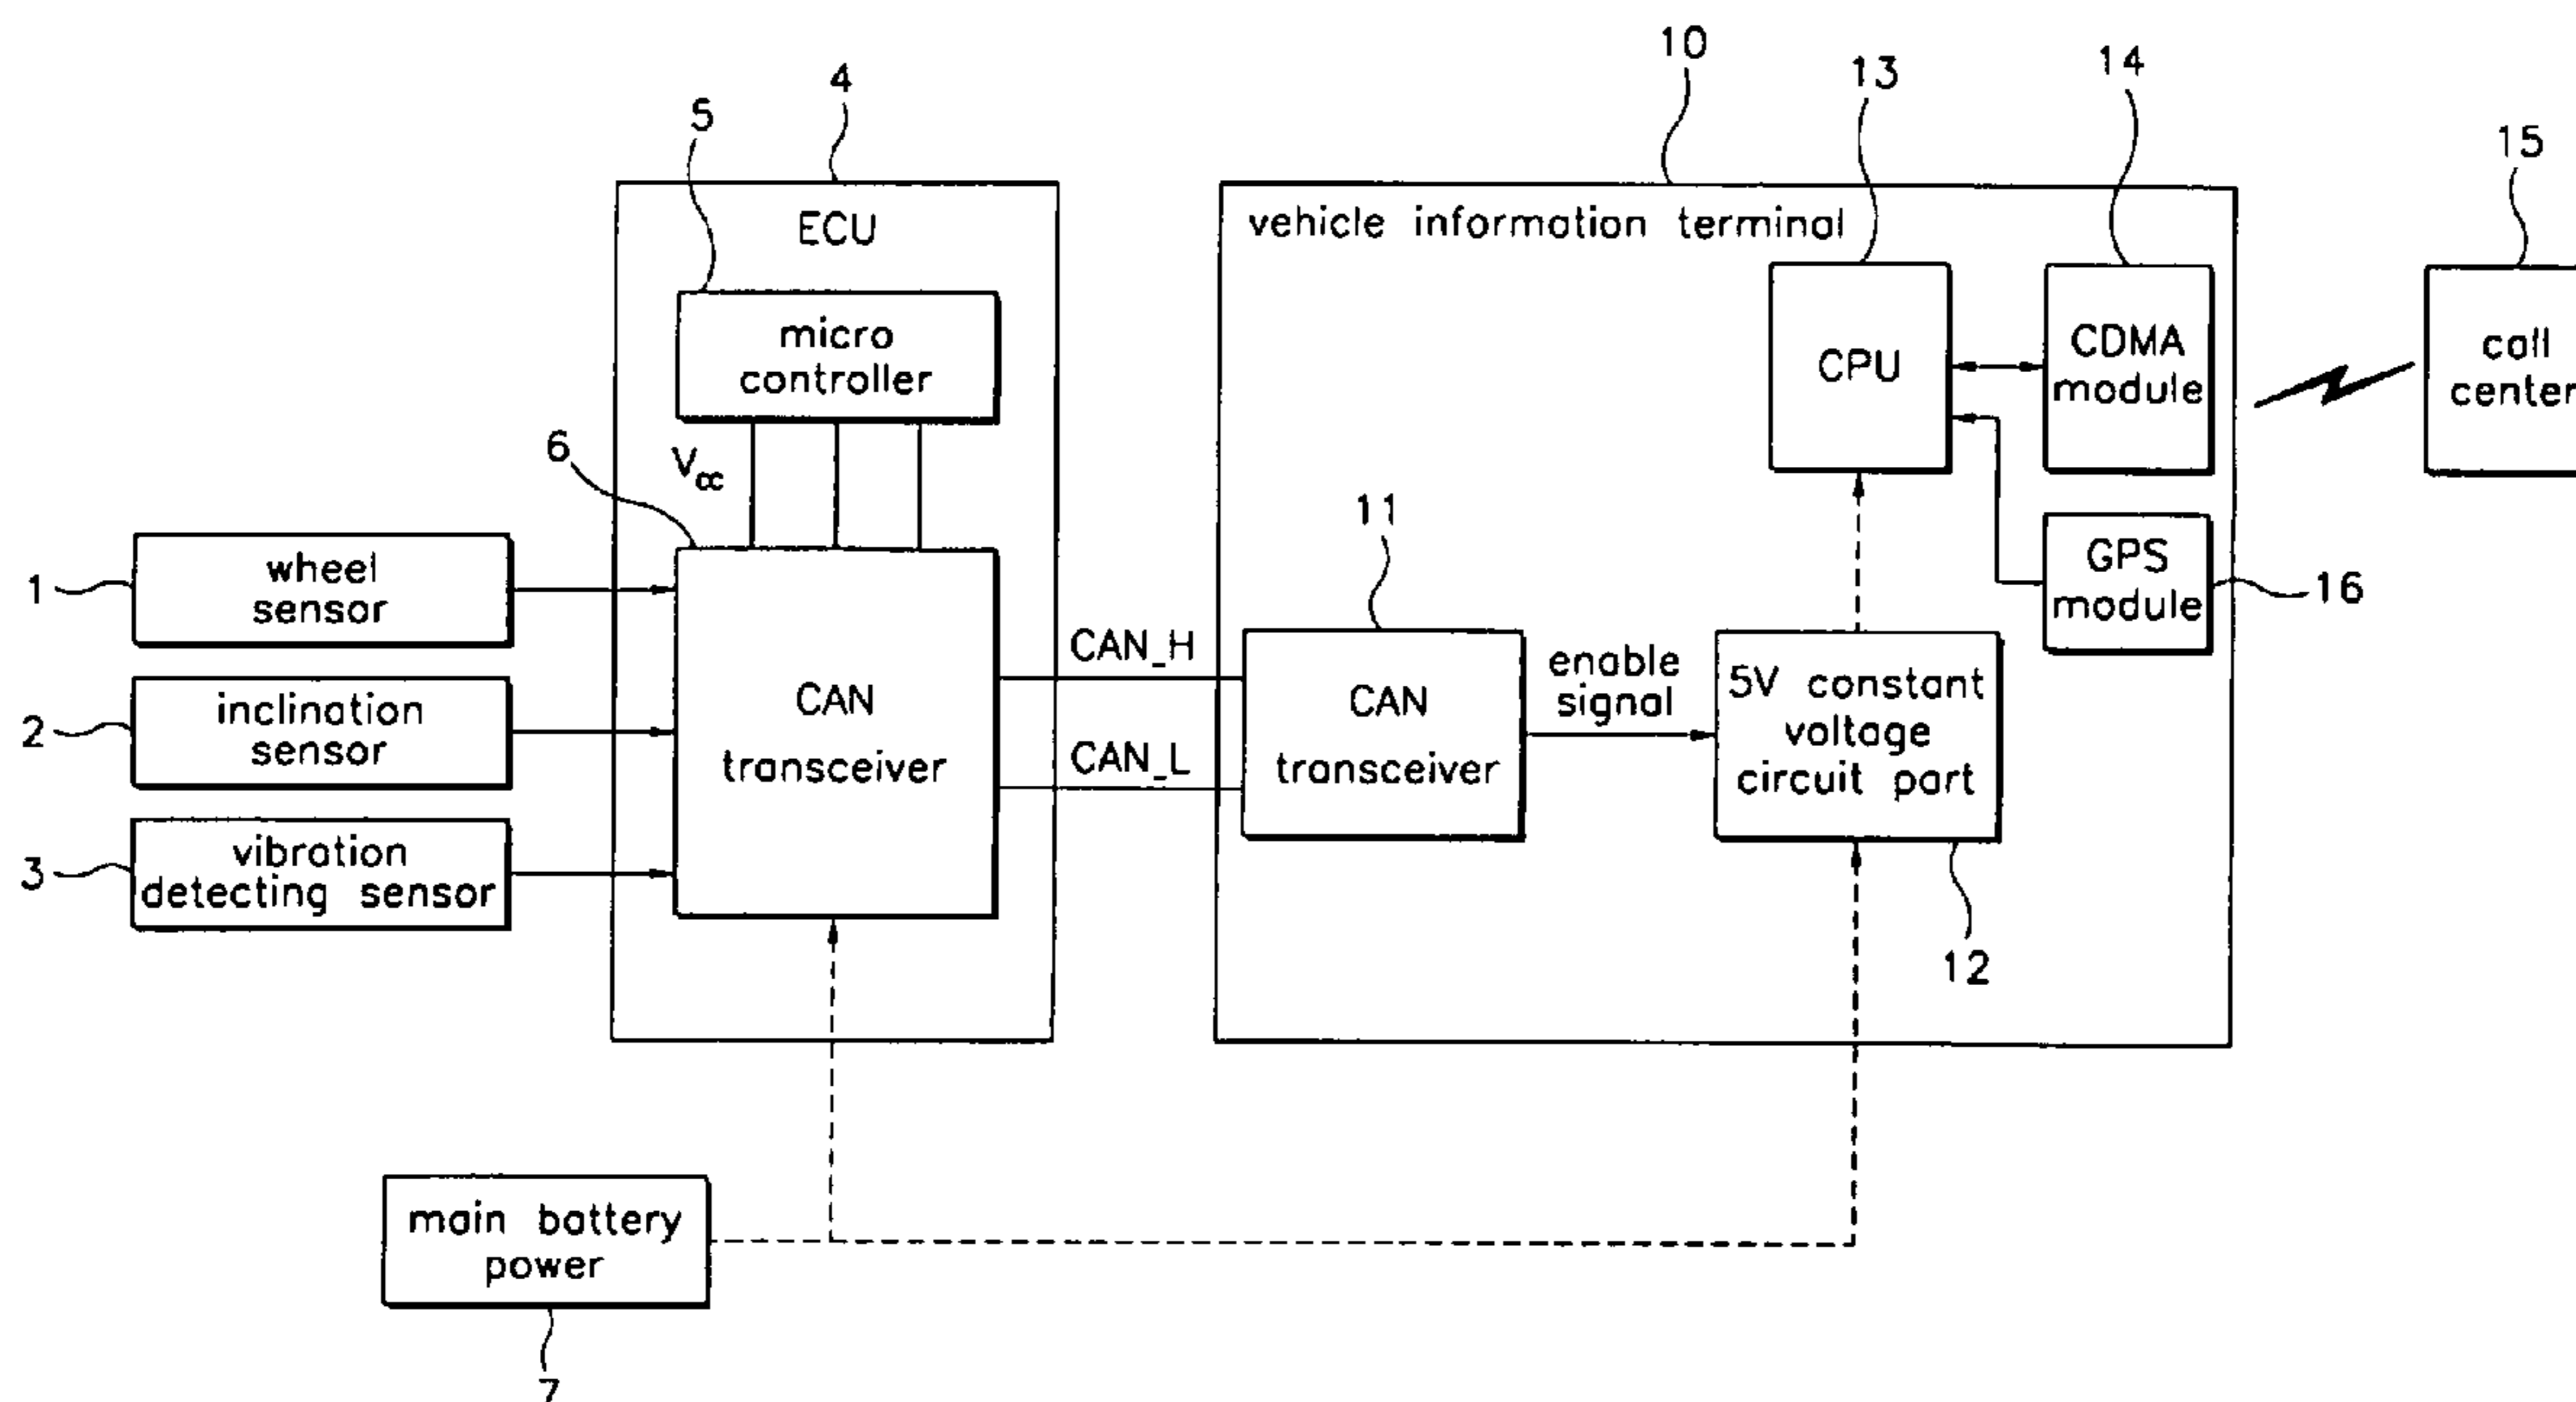 10
4
13
14
5
15
ECU
vehicle information terminal
micro
controller
CPU
CDMA
module
call
center
6
Vcc
11
1
wheel
sensor
GPS
module
16
CAN_H
enable
signal
2
inclination
sensor
CAN
transceiver
CAN
transceiver
5V constant
voltage
circuit part
CAN_L
3
vibration
detecting sensor
12
main battery
power
7